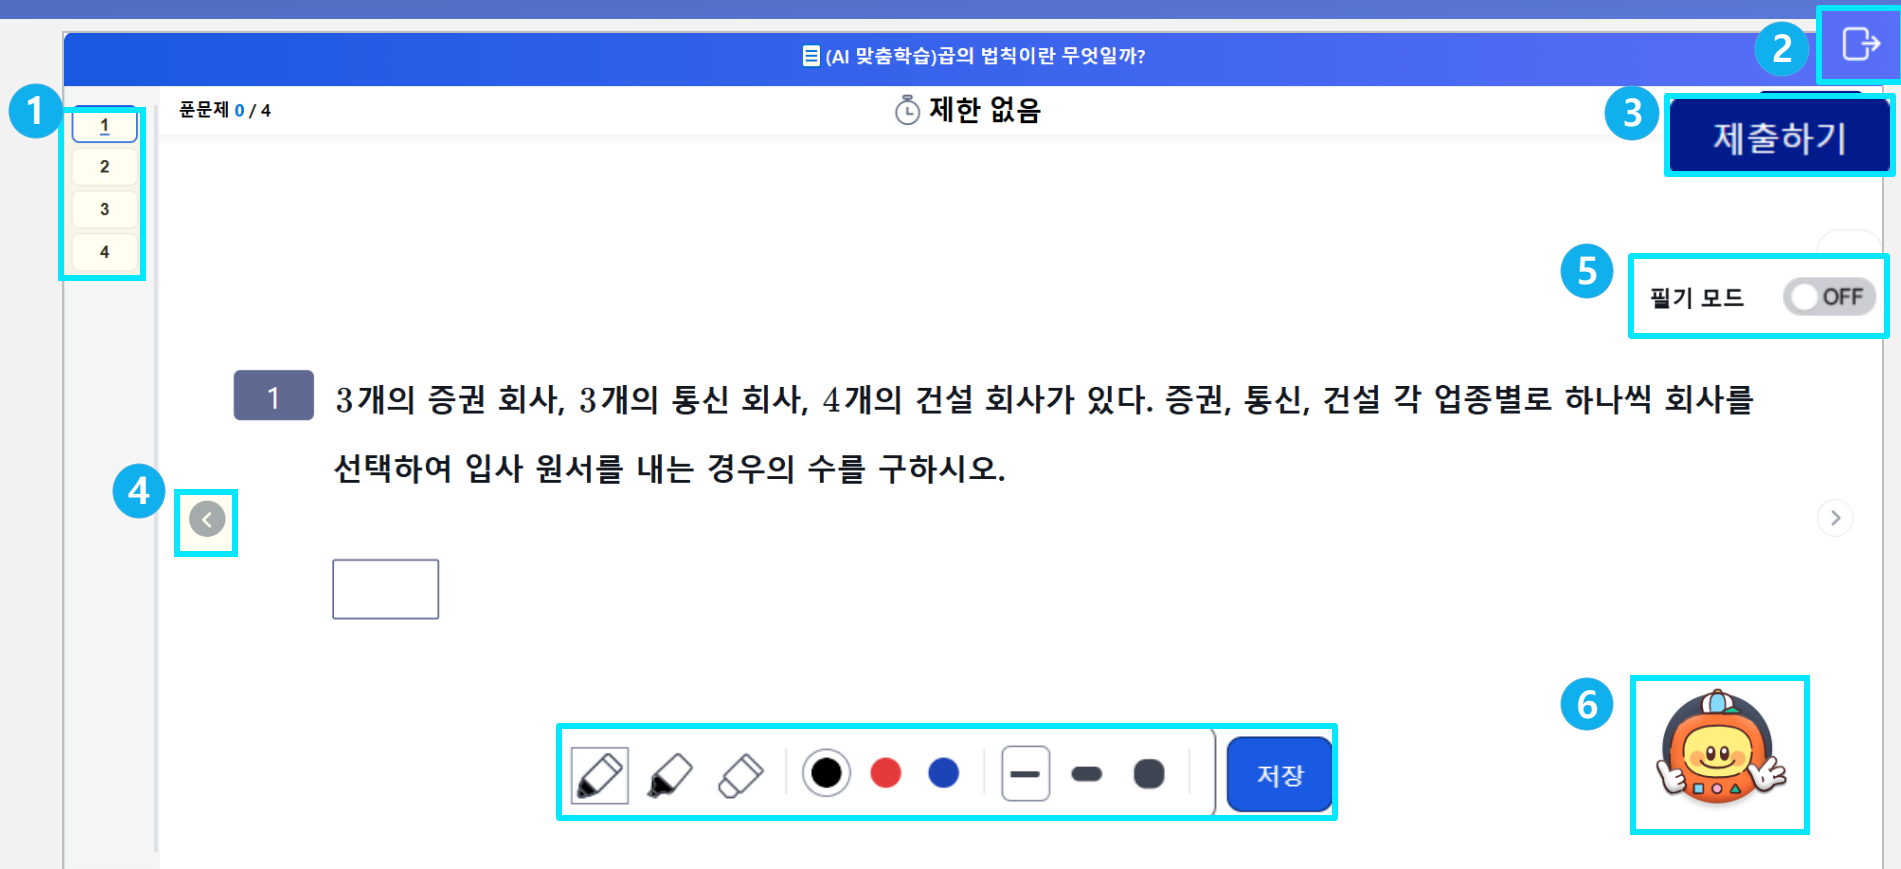 (AI 맞춤학습)곱의 법칙이란 무엇일까?
2
1
1
2
3
4
푼문제 0 / 4
제한 없음
3
제출하기
5
필기 모드
OFF
1
3개의 증권 회사, 3개의 통신 회사, 4개의 건설 회사가 있다. 증권, 통신, 건설 각 업종별로 하나씩 회사를
선택하여 입사 원서를 내는 경우의 수를 구하시오.
4
6
저장